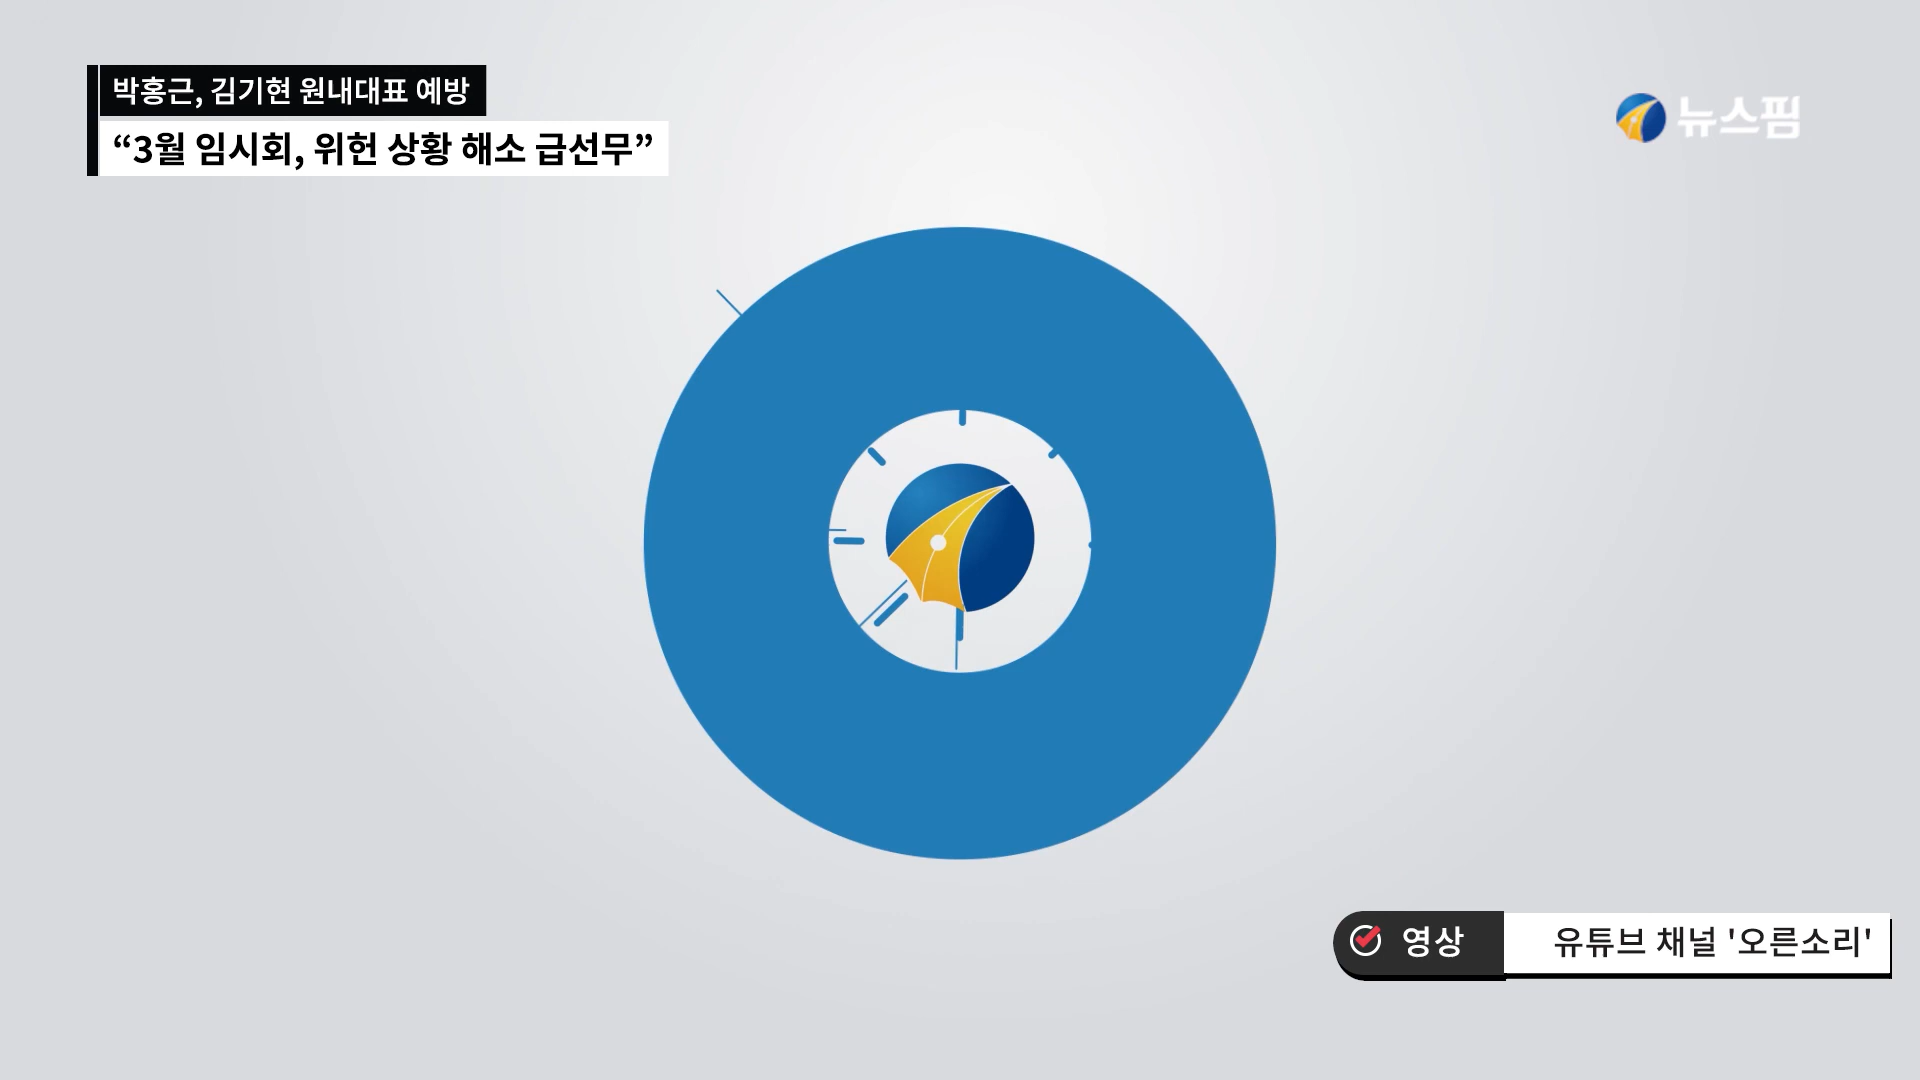 박홍근, 김기현 원내대표 예방
“3월 임시회, 위헌 상황 해소 급선무”
뉴스핌
영상
유튜브 채널 '오른소리'